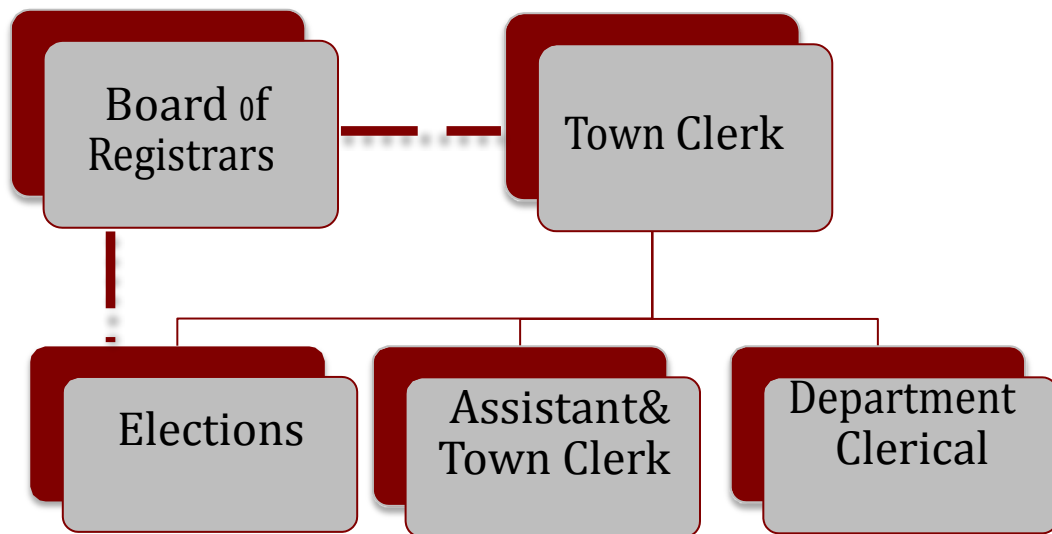 Board 0f
Registrars
Town Clerk
Elections
Assistant&
Town Clerk
Department
Clerical